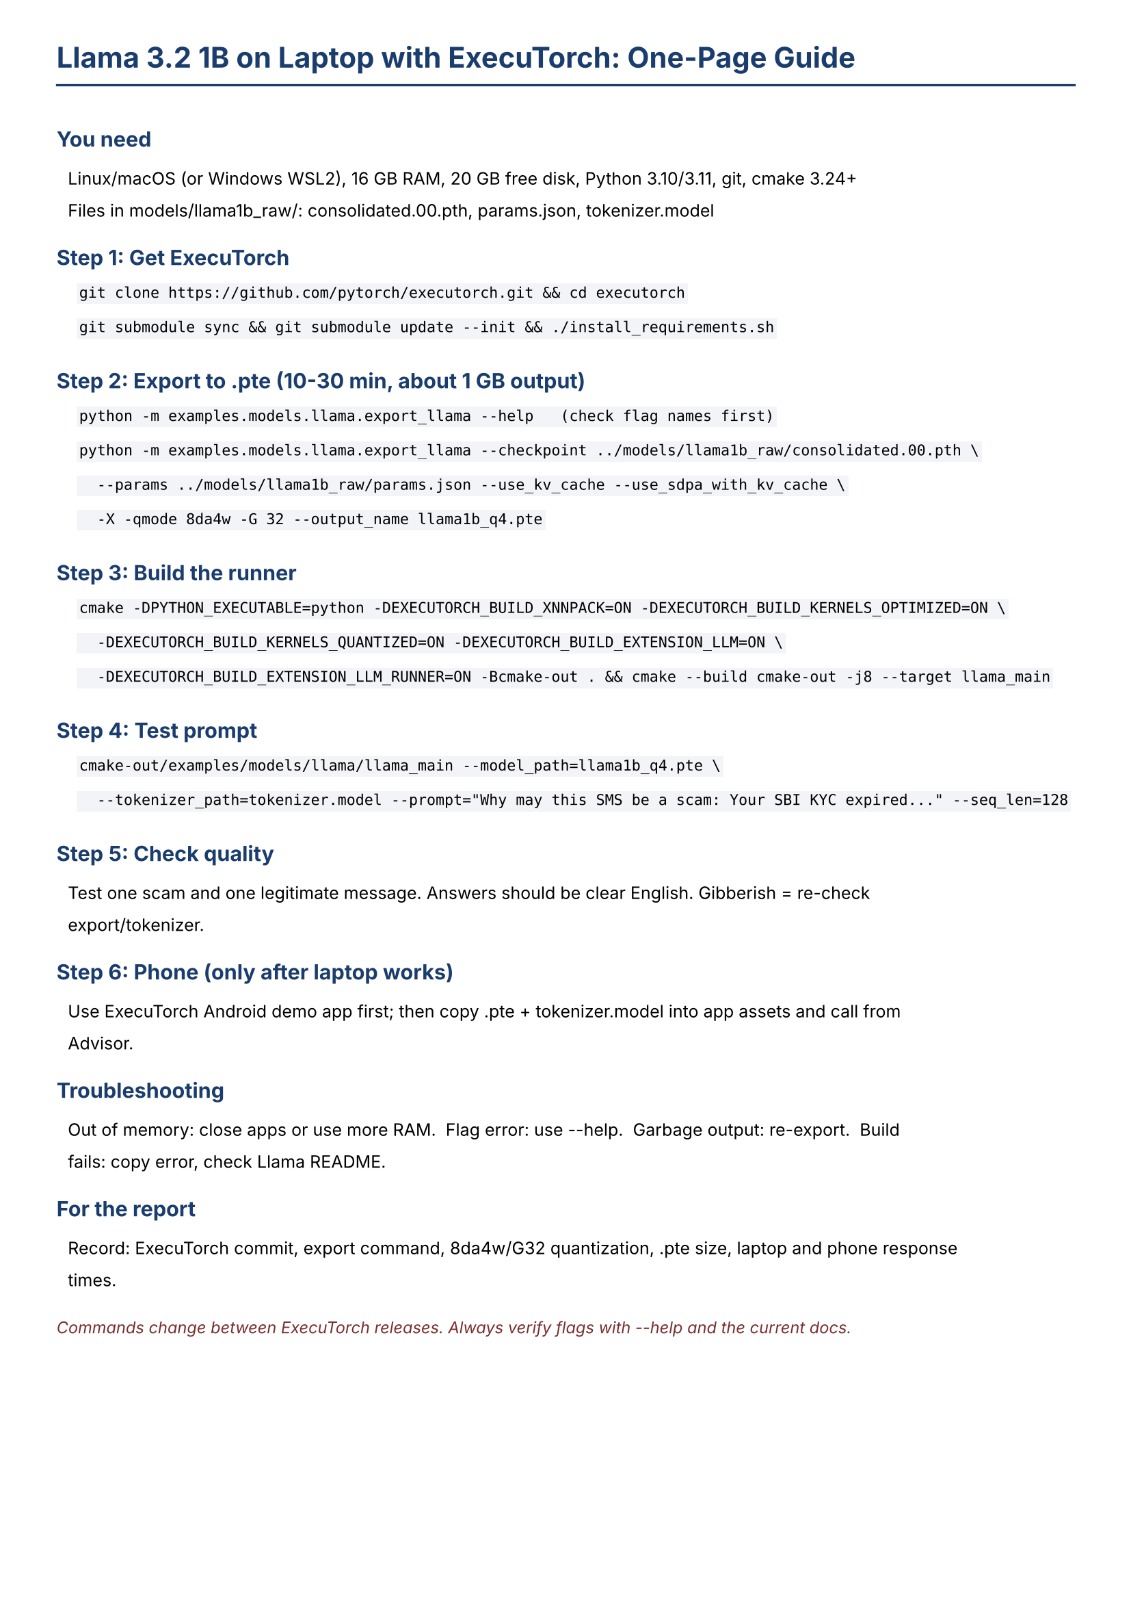 Llama 3.2 1B on Laptop with ExecuTorch: One-Page Guide
You need
Linux/macOS (or Windows WSL2), 16 GB RAM, 20 GB free disk, Python 3.10/3.11, git, cmake 3.24+
Files in models/llama1b_raw/: consolidated.00.pth, params.json, tokenizer.model
Step 1: Get ExecuTorch
git clone https://github.com/pytorch/executorch.git && cd executorch
git submodule sync && git submodule update --init && ./install_requirements.sh
Step 2: Export to .pte (10-30 min, about 1 GB output)
python -m examples.models.llama.export_llama --help   (check flag names first)
python -m examples.models.llama.export_llama --checkpoint ../models/llama1b_raw/consolidated.00.pth \
  --params ../models/llama1b_raw/params.json --use_kv_cache --use_sdpa_with_kv_cache \
  -X -qmode 8da4w -G 32 --output_name llama1b_q4.pte
Step 3: Build the runner
cmake -DPYTHON_EXECUTABLE=python -DEXECUTORCH_BUILD_XNNPACK=ON -DEXECUTORCH_BUILD_KERNELS_OPTIMIZED=ON \
  -DEXECUTORCH_BUILD_KERNELS_QUANTIZED=ON -DEXECUTORCH_BUILD_EXTENSION_LLM=ON \
  -DEXECUTORCH_BUILD_EXTENSION_LLM_RUNNER=ON -Bcmake-out . && cmake --build cmake-out -j8 --target llama_main
Step 4: Test prompt
cmake-out/examples/models/llama/llama_main --model_path=llama1b_q4.pte \
  --tokenizer_path=tokenizer.model --prompt="Why may this SMS be a scam: Your SBI KYC expired..." --seq_len=128
Step 5: Check quality
Test one scam and one legitimate message. Answers should be clear English. Gibberish = re-check
export/tokenizer.
Step 6: Phone (only after laptop works)
Use ExecuTorch Android demo app first; then copy .pte + tokenizer.model into app assets and call from
Advisor.
Troubleshooting
Out of memory: close apps or use more RAM.  Flag error: use --help.  Garbage output: re-export.  Build
fails: copy error, check Llama README.
For the report
Record: ExecuTorch commit, export command, 8da4w/G32 quantization, .pte size, laptop and phone response
times.
Commands change between ExecuTorch releases. Always verify flags with --help and the current docs.